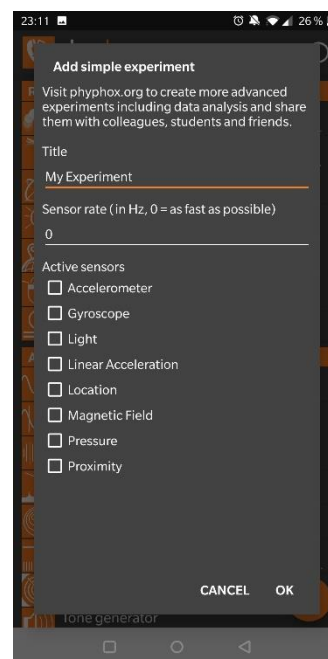 23:11
26 %
Add simple experiment
Visit phyphox.org to create more advanced
experiments including data analysis and share
them with colleagues, students and friends.
Title
My Experiment
Sensor rate (in Hz, 0 = as fast as possible)
0
Active sensors
Accelerometer
Gyroscope
Light
Linear Acceleration
Location
Magnetic Field
Pressure
Proximity
CANCEL OK
Tone generator